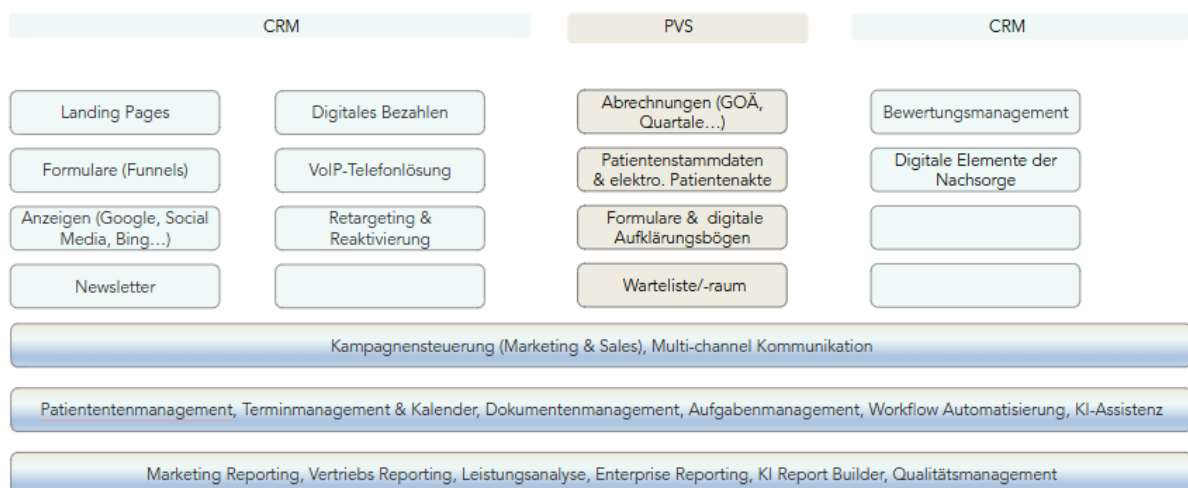 CRM
PVS
CRM
Landing Pages
Digitales Bezahlen
Abrechnungen (GOÄ,
Quartale…)
Bewertungsmanagement
Formulare (Funnels)
VoIP-Telefonlösung
Patientenstammdaten
& elektro. Patientenakte
Digitale Elemente der
Nachsorge
Anzeigen (Google, Social
Media, Bing…)
Retargeting &
Reaktivierung
Formulare & digitale
Aufklärungsbögen
Newsletter
Warteliste/-raum
Kampagnensteuerung (Marketing & Sales), Multi-channel Kommunikation
Patiententenmanagement, Terminmanagement & Kalender, Dokumentenmanagement, Aufgabenmanagement, Workflow Automatisierung, KI-Assistenz
Marketing Reporting, Vertriebs Reporting, Leistungsanalyse, Enterprise Reporting, KI Report Builder, Qualitätsmanagement